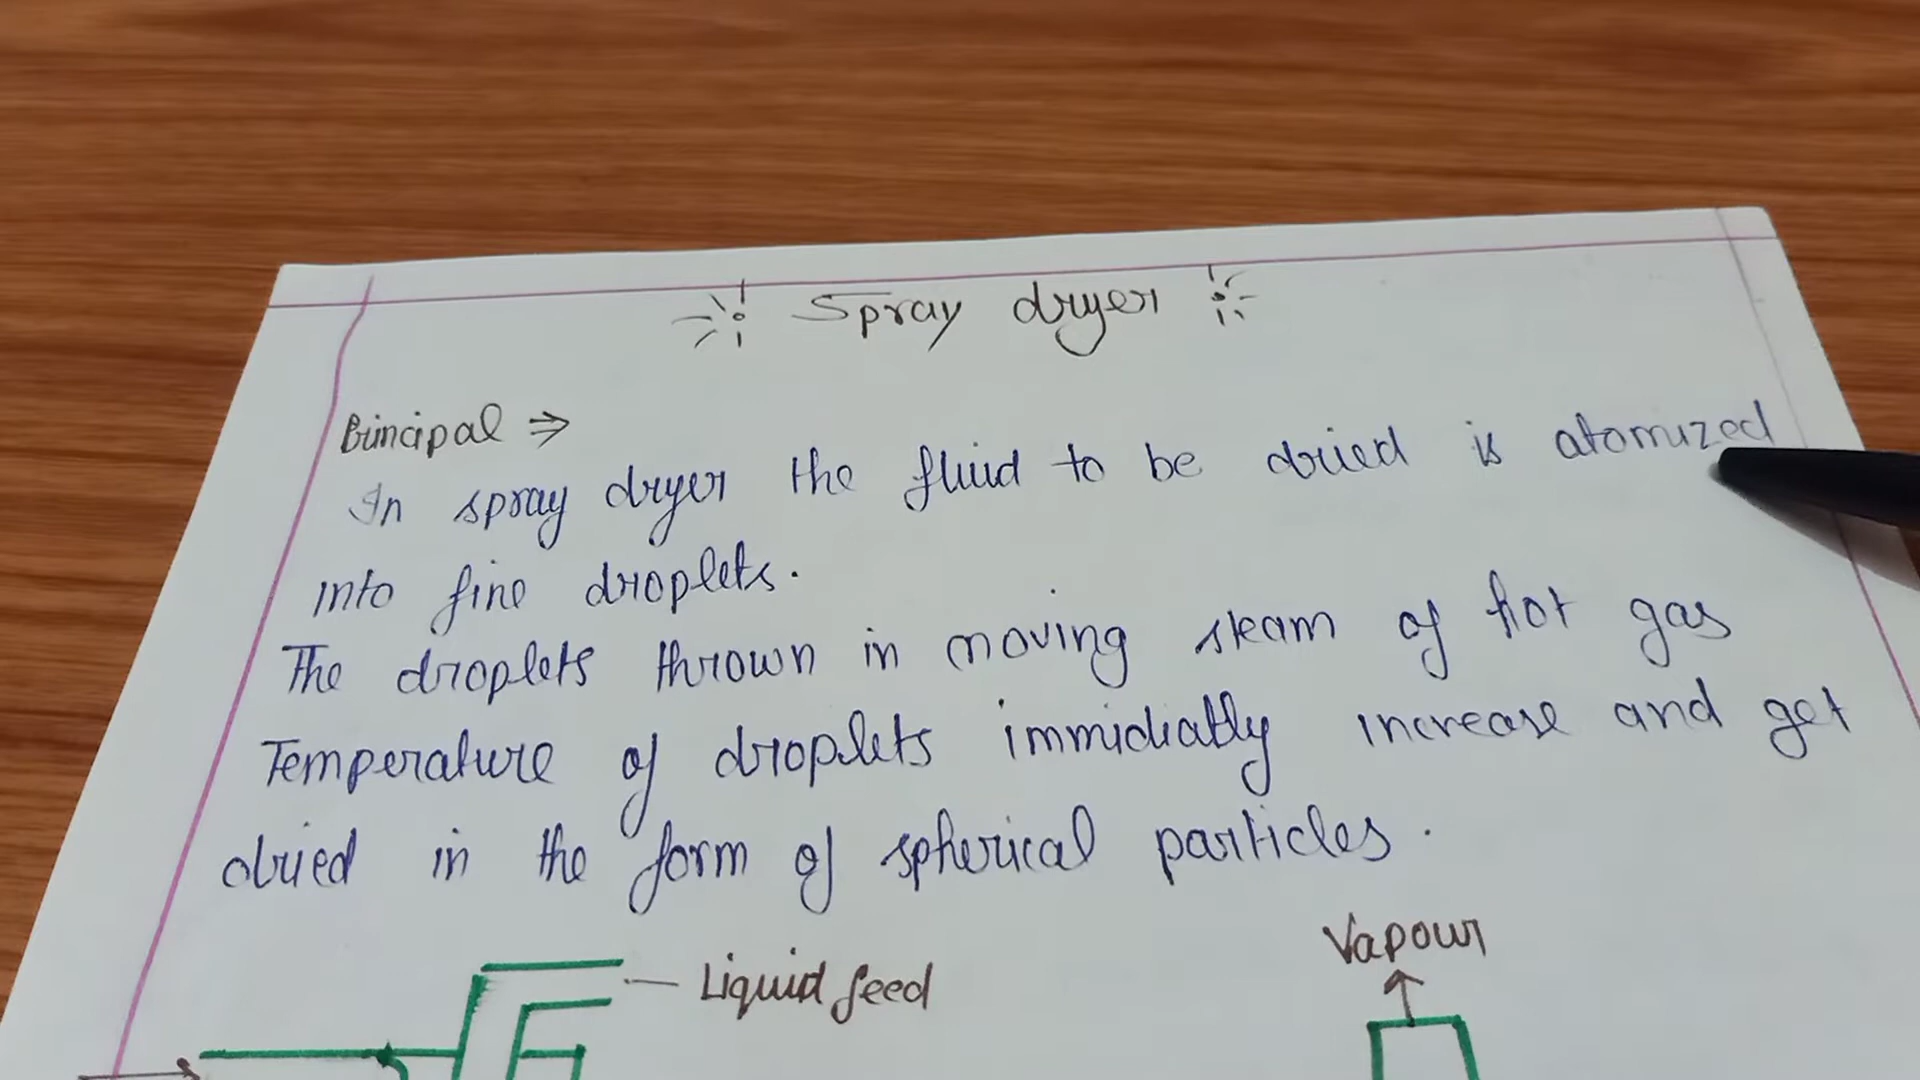 Spray dryer
Principal ⇒
In spray dryer the fluid to be dried is atomized
into fine droplets.
The droplets thrown in moving steam of hot gas
Temperature of droplets immidiatly increase and get
dried in the form of spherical particles.
Vapour
Liquid feed